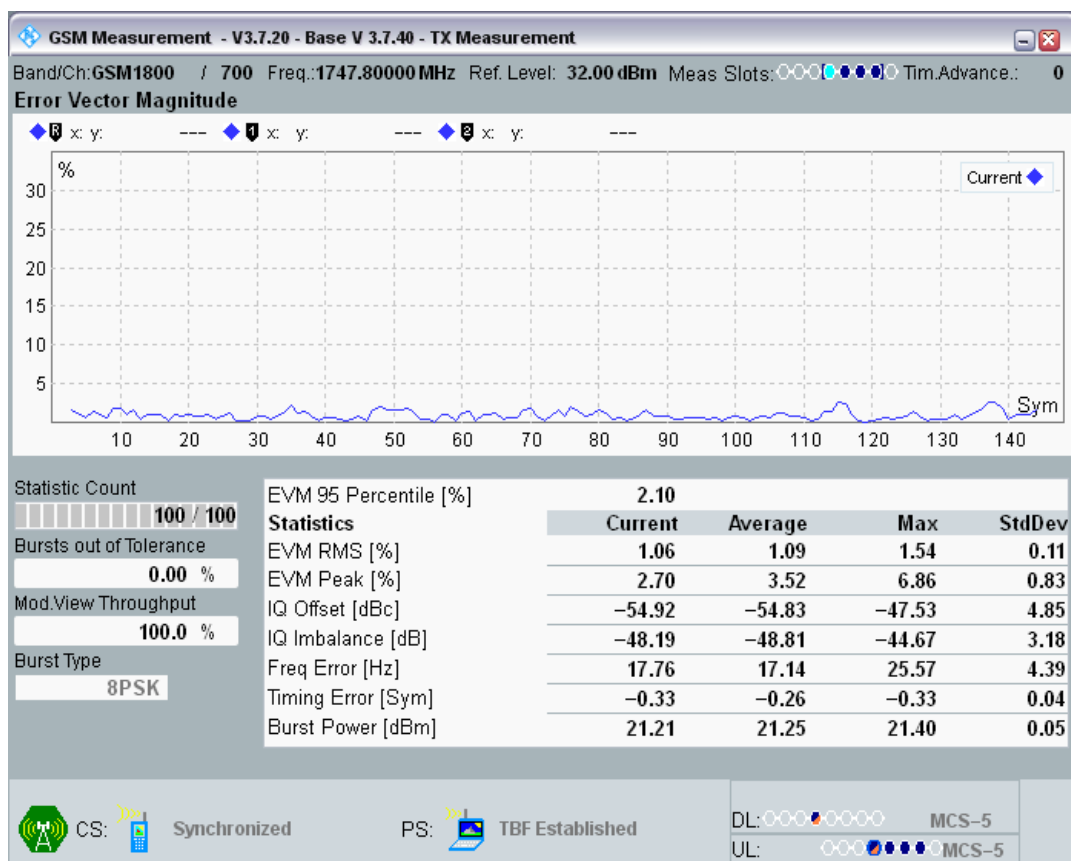 GSM Measurement - V3.7.20 - Base V 3.7.40 - TX Measurement
Band/Ch:GSM1800 / 700 Freq.:1747.80000 MHz Ref. Level: 32.00 dBm Meas Slots: Tim.Advance.: 0
Error Vector Magnitude
R x: y: --- 1 x: y: --- 2 x: y: ---
%
Current
30
25
20
15
10
5
Sym
10 20 30 40 50 60 70 80 90 100 110 120 130 140
Statistic Count
100 / 100
Bursts out of Tolerance
0.00 %
Mod.View Throughput
100.0 %
Burst Type
8PSK
EVM 95 Percentile [%] 2.10
Statistics Current Average Max StdDev
EVM RMS [%] 1.06 1.09 1.54 0.11
EVM Peak [%] 2.70 3.52 6.86 0.83
IQ Offset [dBc] −54.92 −54.83 −47.53 4.85
IQ Imbalance [dB] −48.19 −48.81 −44.67 3.18
Freq Error [Hz] 17.76 17.14 25.57 4.39
Timing Error [Sym] −0.33 −0.26 −0.33 0.04
Burst Power [dBm] 21.21 21.25 21.40 0.05
CS: Synchronized PS: TBF Established
DL: MCS−5
UL: MCS−5